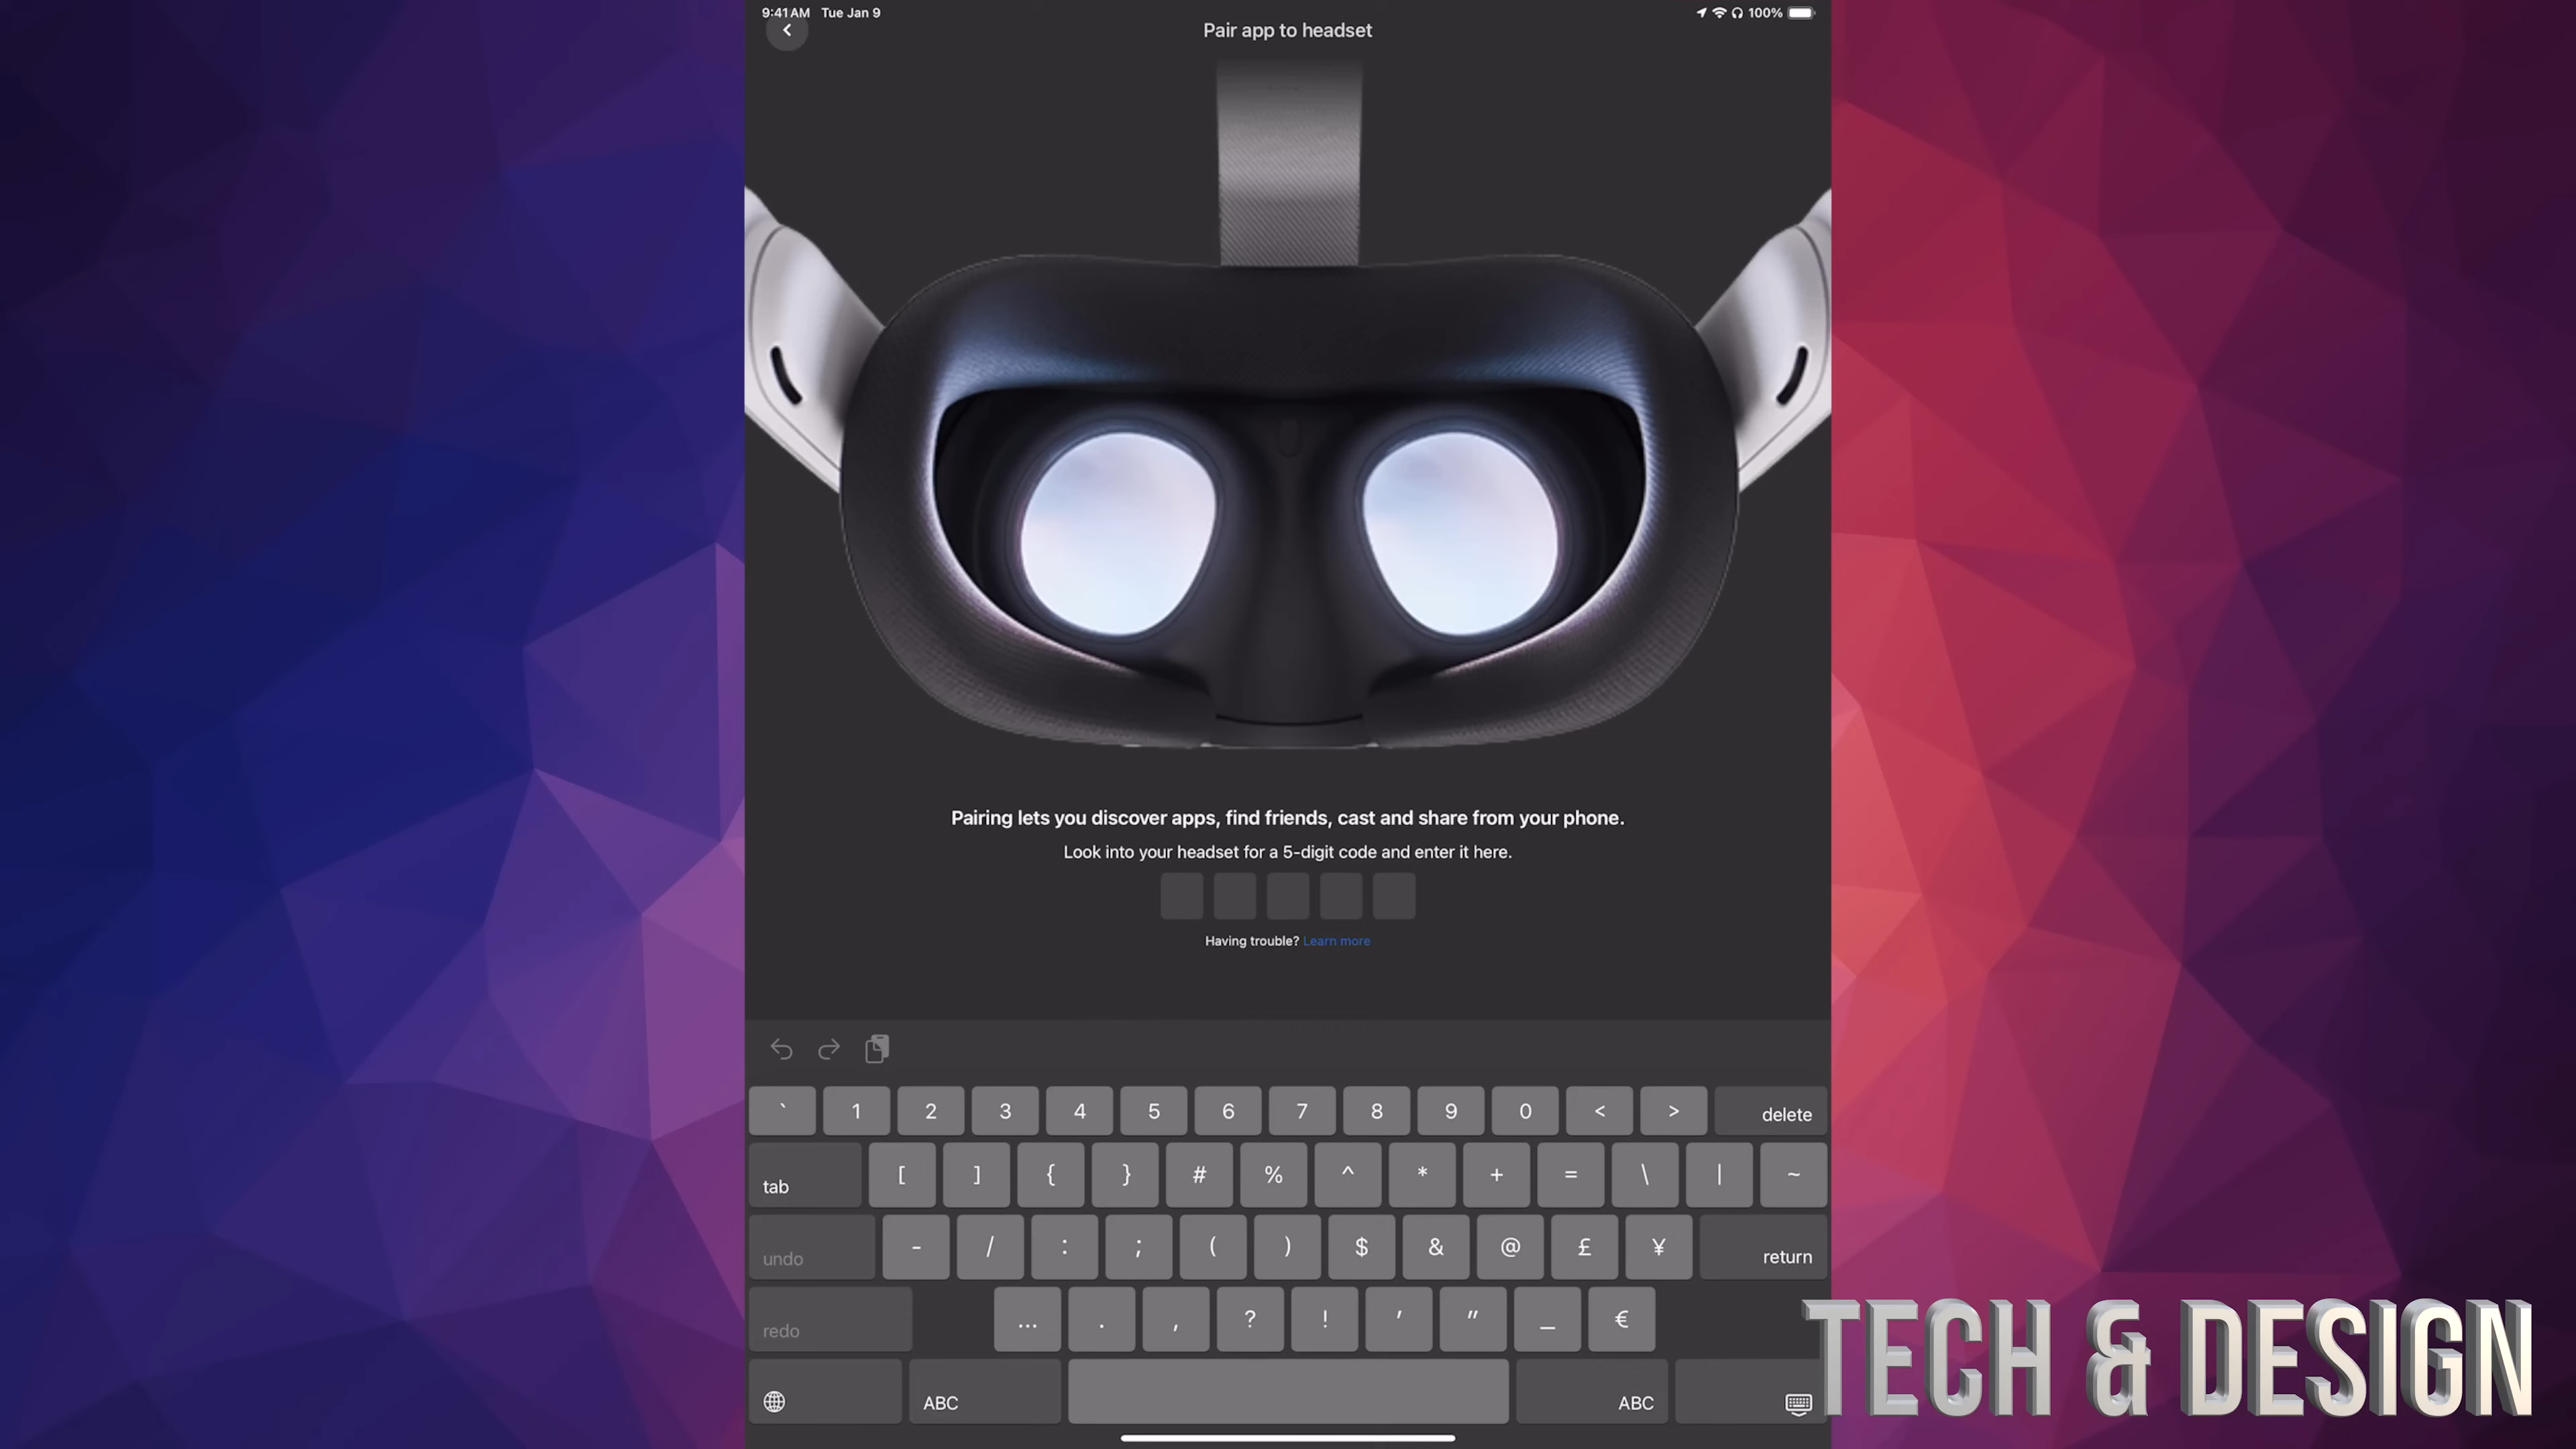 9:41 AM Tue Jan 9
100%
Pair app to headset
Pairing lets you discover apps, find friends, cast and share from your phone.
Look into your headset for a 5-digit code and enter it here.
Having trouble? Learn more
` 1 2 3 4 5 6 7 8 9 0 < > delete
tab [ ] { } # % ^ * + = \ | ~
undo - / : ; ( ) $ & @ £ ¥ return
redo … . , ? ! ' " _ €
ABC ABC
TECH & DESIGN